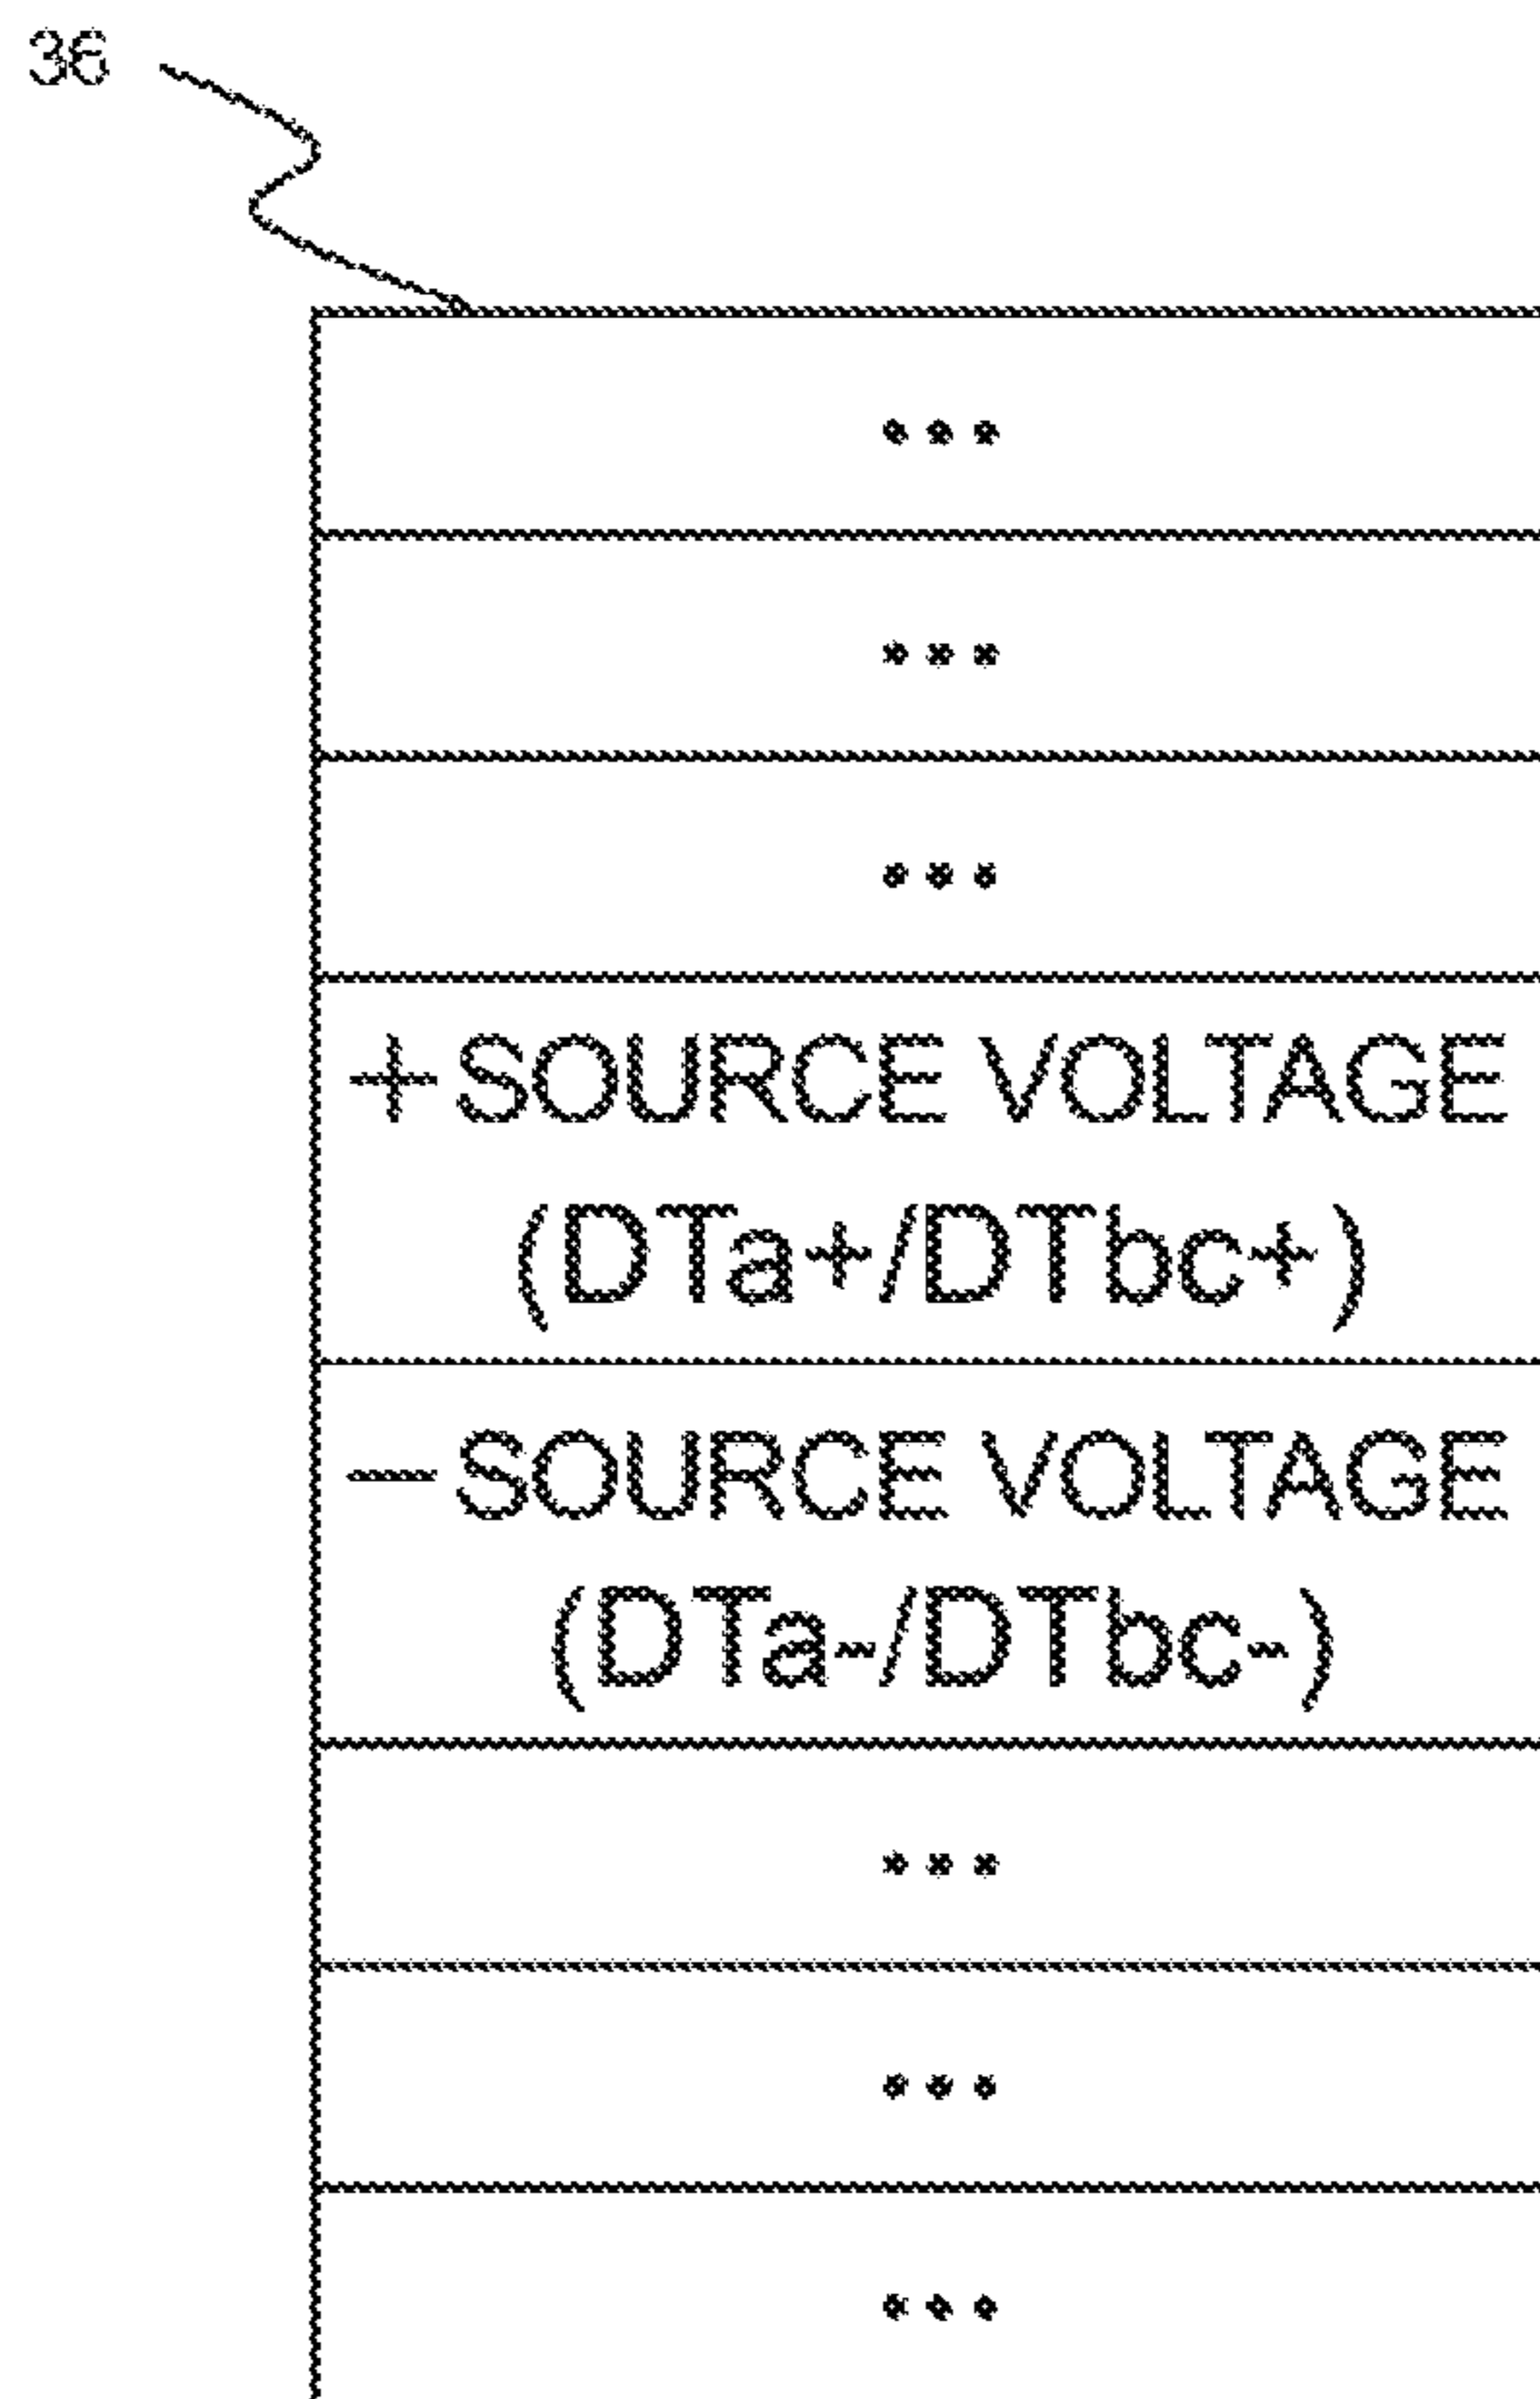 36
•••
•••
•••
+SOURCE VOLTAGE
(DTa+/DTbc+)
—SOURCE VOLTAGE
(DTa-/DTbc-)
•••
•••
•••